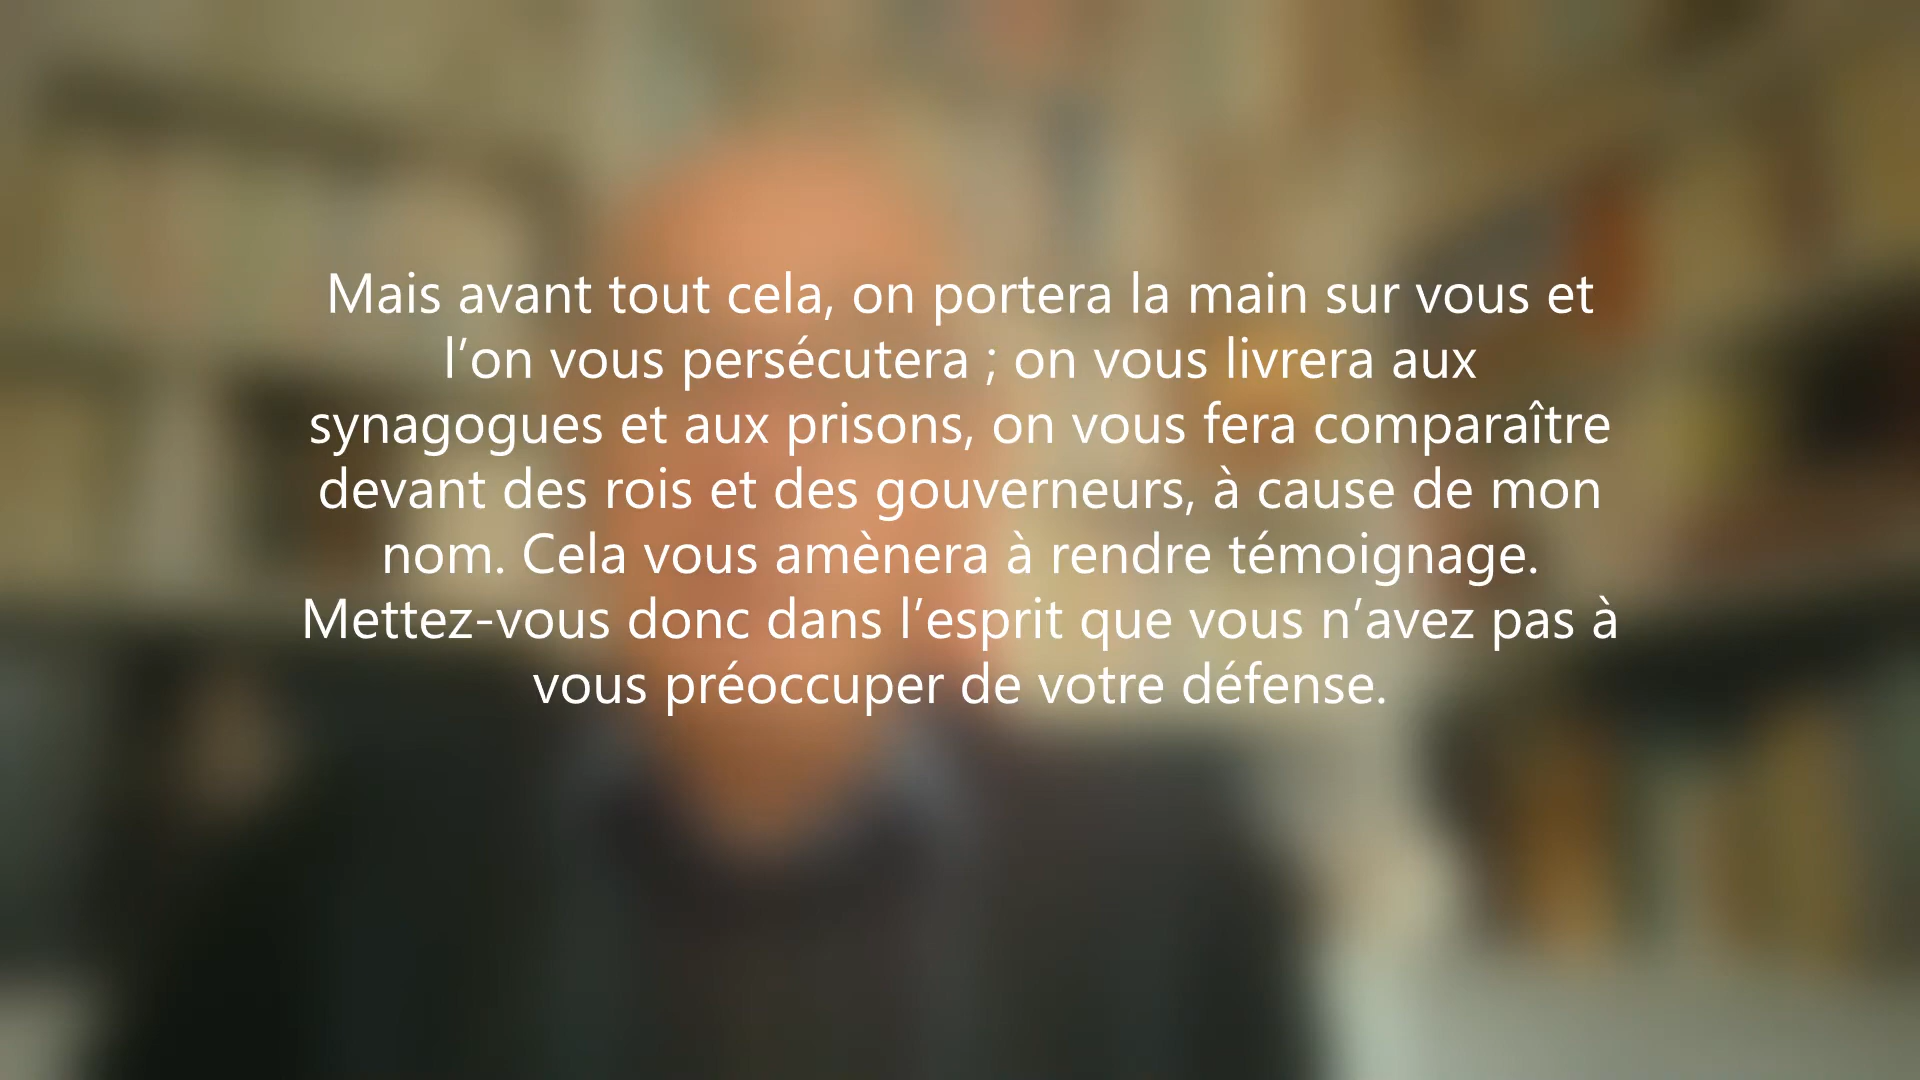 Mais avant tout cela, on portera la main sur vous et
l’on vous persécutera ; on vous livrera aux
synagogues et aux prisons, on vous fera comparaître
devant des rois et des gouverneurs, à cause de mon
nom. Cela vous amènera à rendre témoignage.
Mettez-vous donc dans l’esprit que vous n’avez pas à
vous préoccuper de votre défense.